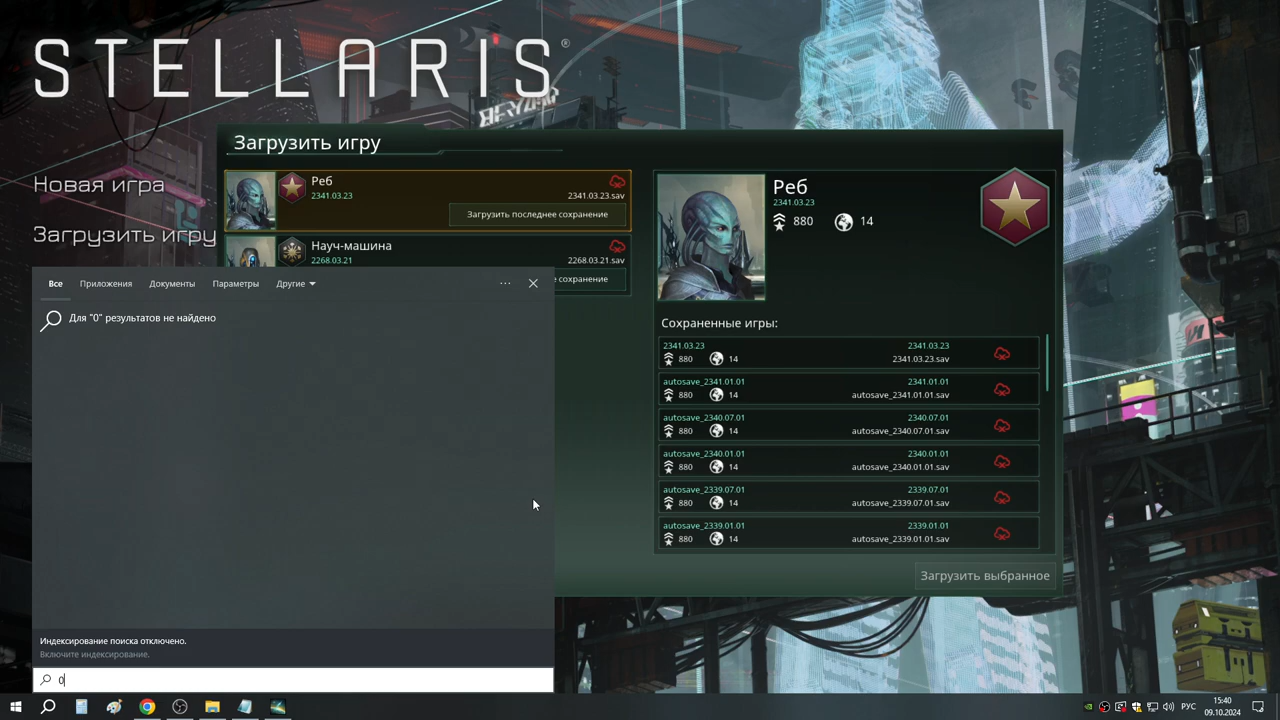 STELLARIS®
BEYOND
Загрузить игру
Новая игра
Загрузить игру
Реб
2341.03.23
2341.03.23.sav
Загрузить последнее сохранение
Науч-машина
2268.03.21
2268.03.21.sav
е сохранение
Реб
2341.03.23
880
14
Сохраненные игры:
2341.03.23 2341.03.23
880 14 2341.03.23.sav
autosave_2341.01.01 2341.01.01
880 14 autosave_2341.01.01.sav
autosave_2340.07.01 2340.07.01
880 14 autosave_2340.07.01.sav
autosave_2340.01.01 2340.01.01
880 14 autosave_2340.01.01.sav
autosave_2339.07.01 2339.07.01
880 14 autosave_2339.07.01.sav
autosave_2339.01.01 2339.01.01
880 14 autosave_2339.01.01.sav
Загрузить выбранное
Все Приложения Документы Параметры Другие
Для "0" результатов не найдено
Индексирование поиска отключено.
Включите индексирование.
0
РУС
15:40
09.10.2024